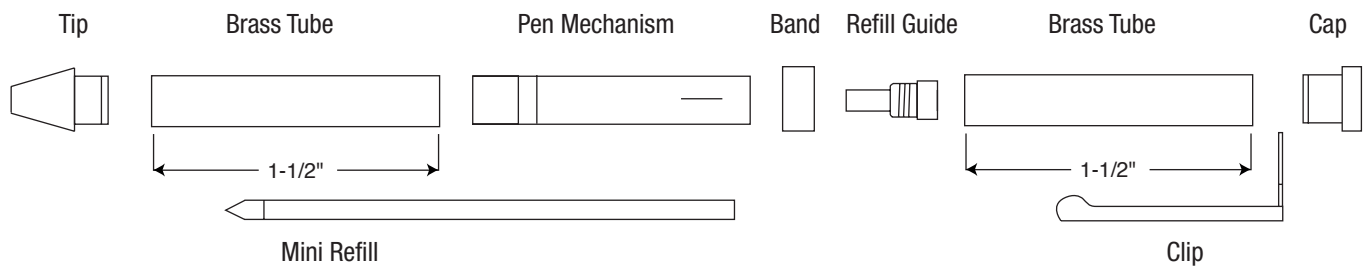 Tip Brass Tube Pen Mechanism Band Refill Guide Brass Tube Cap
1-1/2" 1-1/2"
Mini Refill Clip